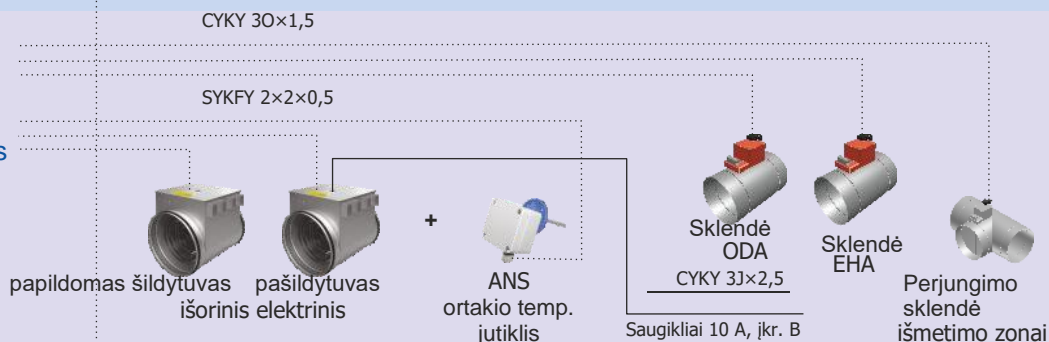 CYKY 3O×1,5
SYKFY 2×2×0,5
s
+
Sklendė
ODA
Sklendė
EHA
papildomas šildytuvas
pašildytuvas
išorinis elektrinis
ANS
ortakio temp.
jutiklis
CYKY 3J×2,5
Saugikliai 10 A, įkr. B
Perjungimo
sklendė
išmetimo zonai